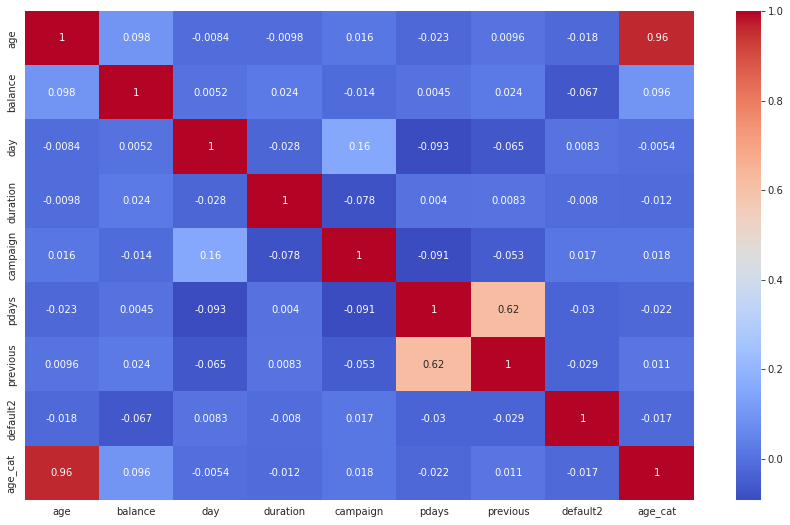 age 1 0.098 -0.0084 -0.0098 0.016 -0.023 0.0096 -0.018 0.96
balance 0.098 1 0.0052 0.024 -0.014 0.0045 0.024 -0.067 0.096
day -0.0084 0.0052 1 -0.028 0.16 -0.093 -0.065 0.0083 -0.0054
duration -0.0098 0.024 -0.028 1 -0.078 0.004 0.0083 -0.008 -0.012
campaign 0.016 -0.014 0.16 -0.078 1 -0.091 -0.053 0.017 0.018
pdays -0.023 0.0045 -0.093 0.004 -0.091 1 0.62 -0.03 -0.022
previous 0.0096 0.024 -0.065 0.0083 -0.053 0.62 1 -0.029 0.011
default2 -0.018 -0.067 0.0083 -0.008 0.017 -0.03 -0.029 1 -0.017
age_cat 0.96 0.096 -0.0054 -0.012 0.018 -0.022 0.011 -0.017 1
age balance day duration campaign pdays previous default2 age_cat
1.0
0.8
0.6
0.4
0.2
0.0